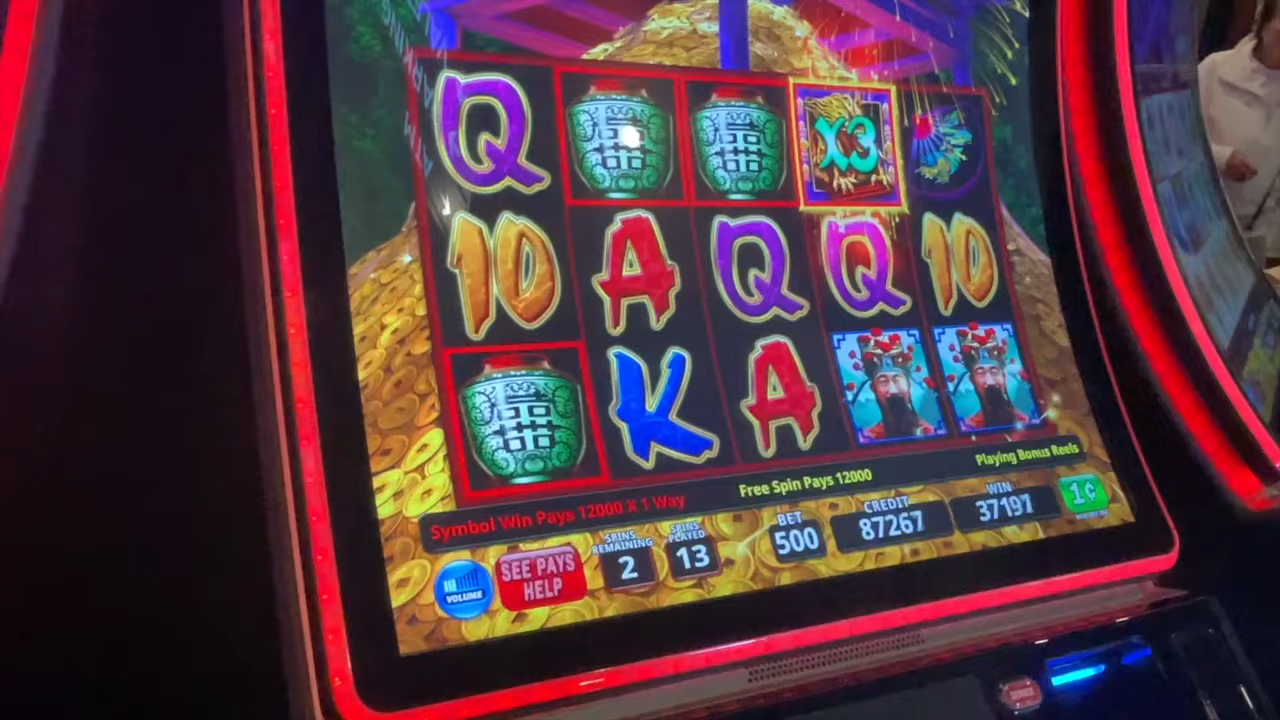 Q X3
10 A Q Q 10
K A
Playing Bonus Reels
Free Spin Pays 12000
Symbol Win Pays 12000 X 1 Way
VOLUME
SEE PAYS
HELP
SPINS
REMAINING
2
SPINS
PLAYED
13
BET
500
CREDIT
87267
WIN
37197
1¢